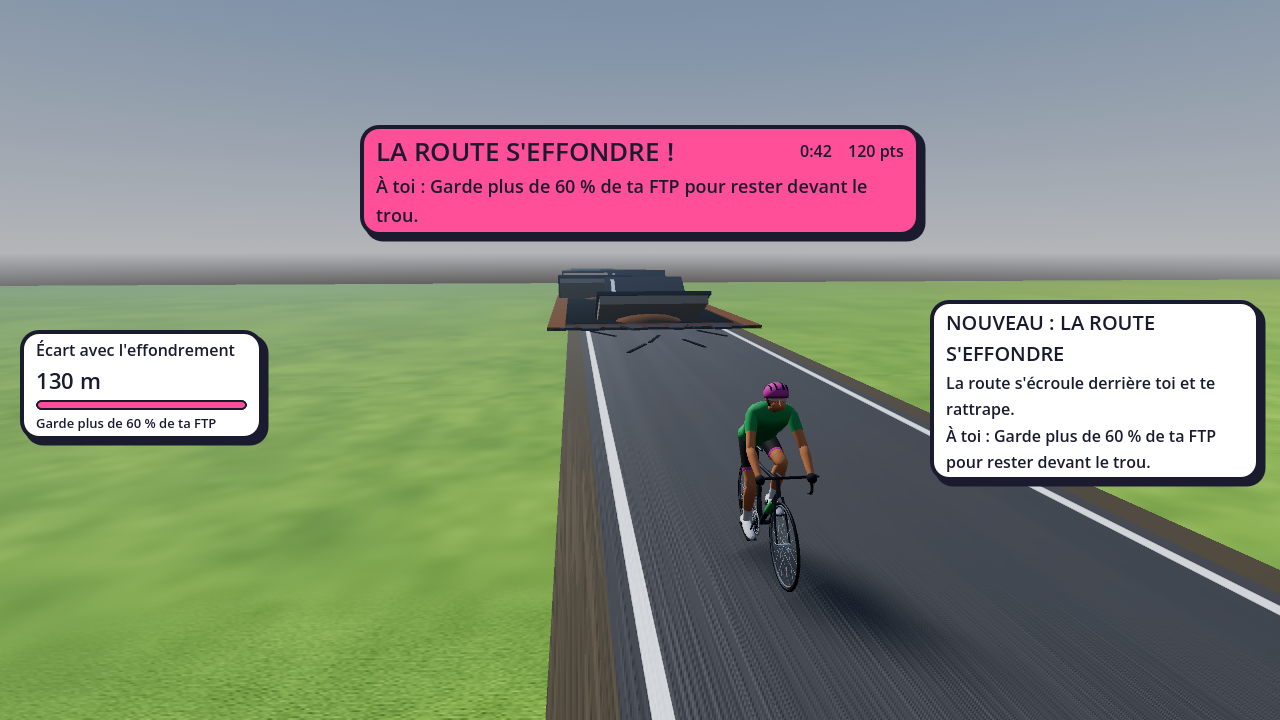 LA ROUTE S'EFFONDRE !
0:42 120 pts
À toi : Garde plus de 60 % de ta FTP pour rester devant le
trou.
Écart avec l'effondrement
130 m
Garde plus de 60 % de ta FTP
NOUVEAU : LA ROUTE
S'EFFONDRE
La route s'écroule derrière toi et te
rattrape.
À toi : Garde plus de 60 % de ta FTP
pour rester devant le trou.